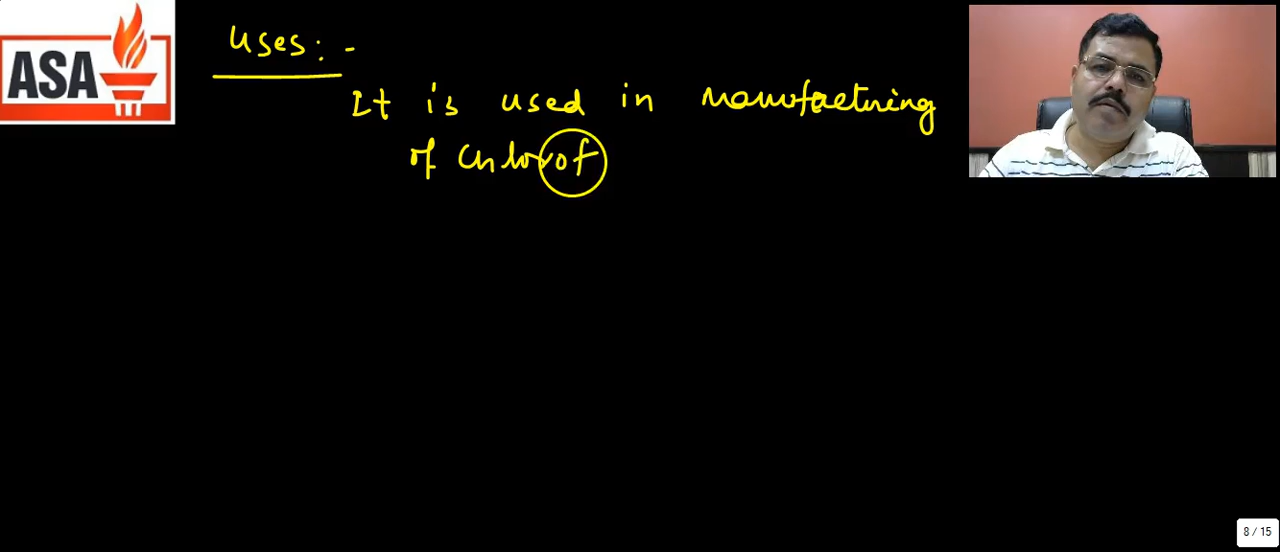 ASA
Uses:-
It is used in manufacturing
of Chlorof
8 / 15